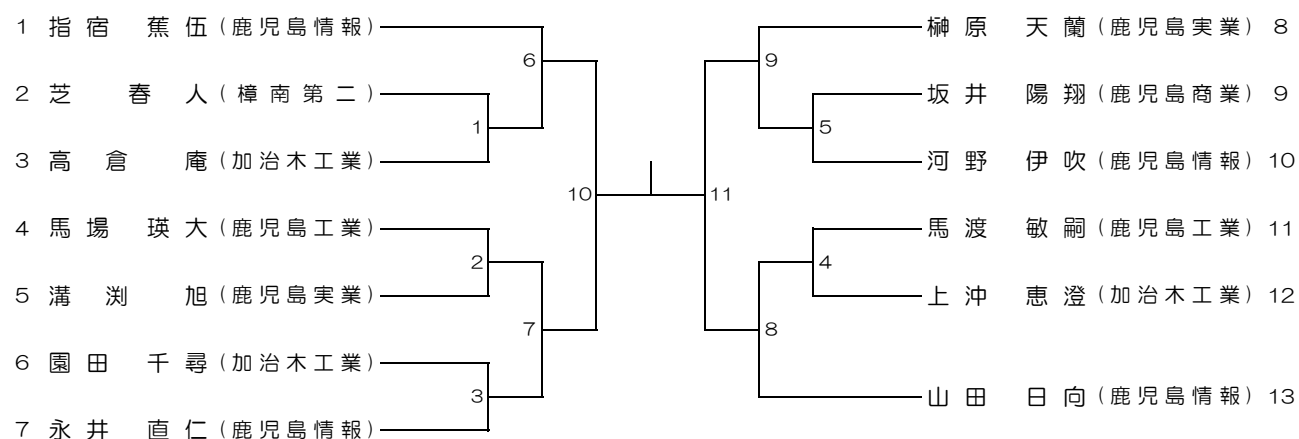 1 指宿 蕉伍(鹿児島情報)
6
2 芝 春人(樟南第二)
1
3 高倉 庵(加治木工業)
10
4 馬場 瑛大(鹿児島工業)
2
5 溝渕 旭(鹿児島実業)
7
6 園田 千尋(加治木工業)
3
7 永井 直仁(鹿児島情報)
榊原 天蘭(鹿児島実業) 8
9
坂井 陽翔(鹿児島商業) 9
5
河野 伊吹(鹿児島情報) 10
11
馬渡 敏嗣(鹿児島工業) 11
4
上沖 恵澄(加治木工業) 12
8
山田 日向(鹿児島情報) 13